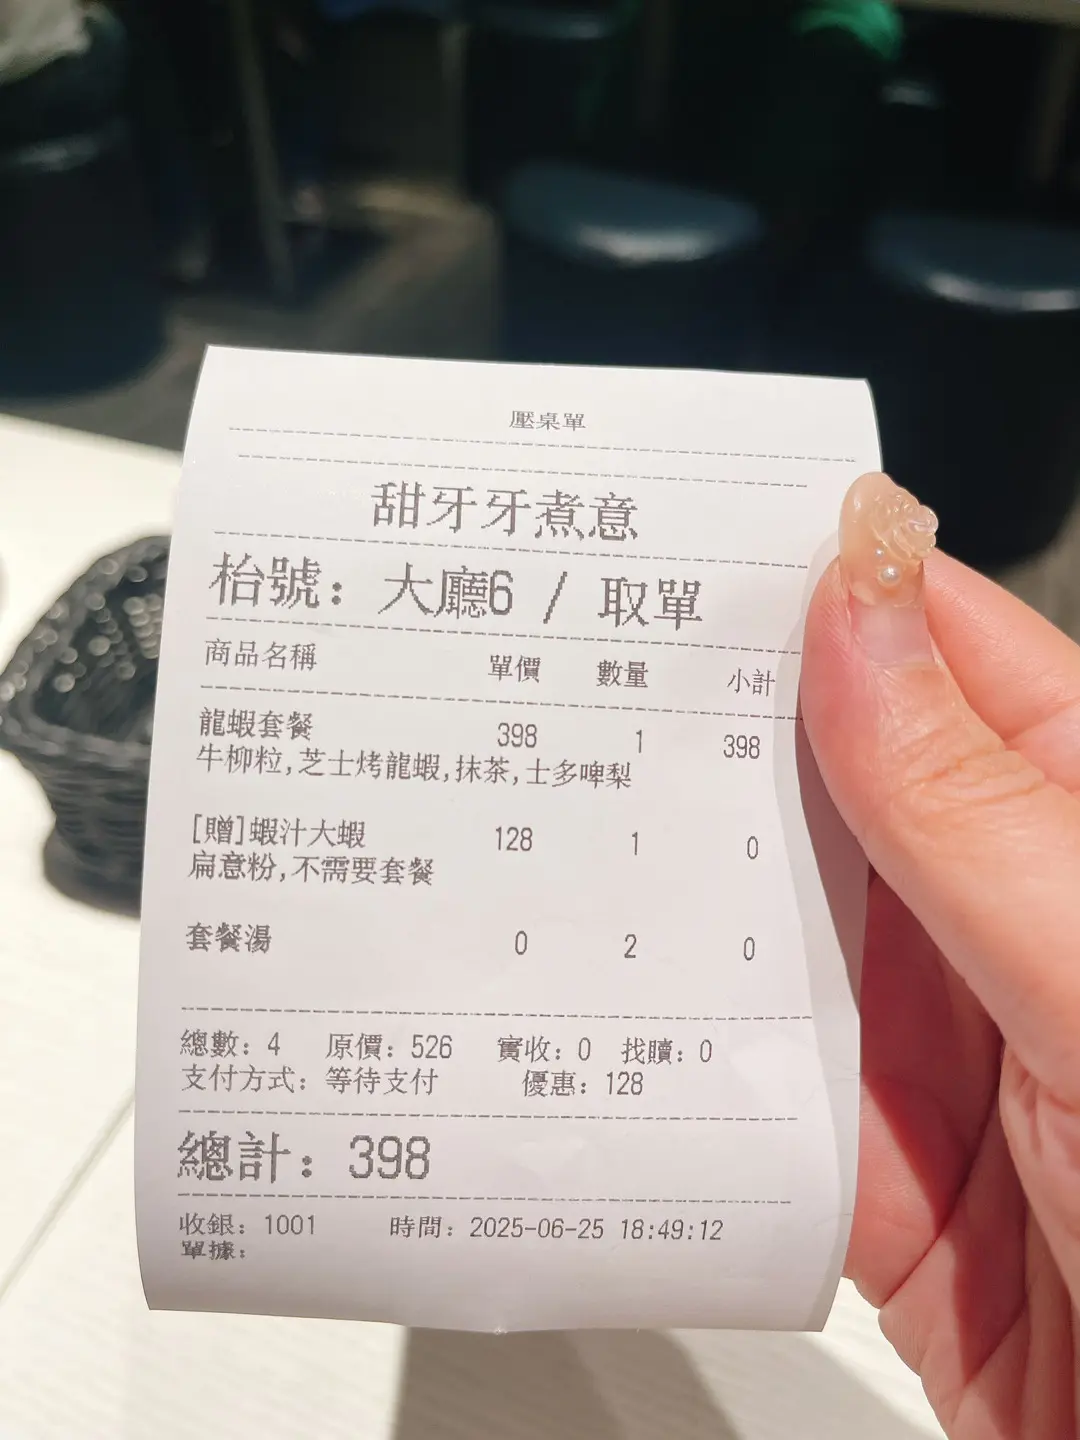 壓桌單
甜牙牙煮意
枱號：大廳6 / 取單
商品名稱 單價 數量 小計
龍蝦套餐 398 1 398
牛柳粒,芝士烤龍蝦,抹茶,士多啤梨
[贈]蝦汁大蝦 128 1 0
扁意粉,不需要套餐
套餐湯 0 2 0
總數：4 原價：526 實收：0 找贖：0
支付方式：等待支付 優惠：128
總計：398
收銀：1001 時間：2025-06-25 18:49:12
單據：